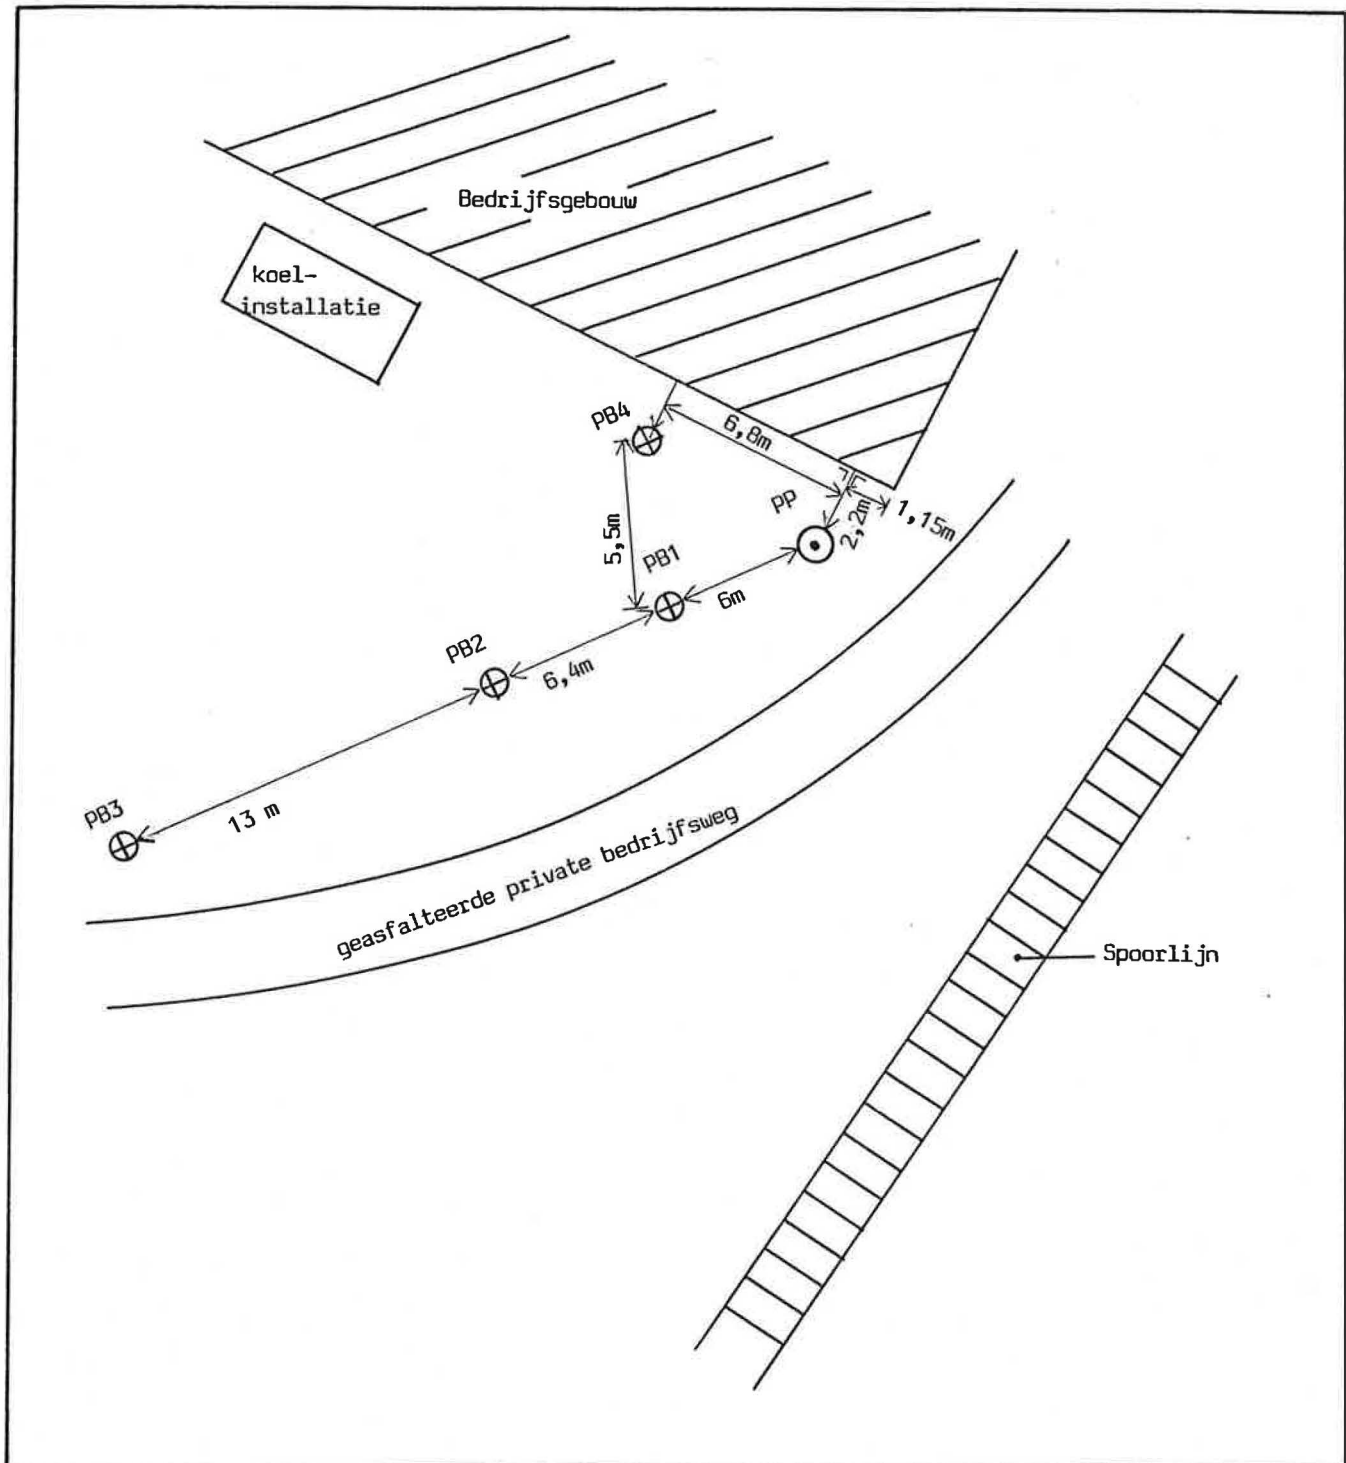 Bedrijfsgebouw
koel-
installatie
PB4
6,8m
PP
2,2m
1,15m
5,5m
PB1
6m
PB2
6,4m
PB3
13 m
geasfalteerde private bedrijfsweg
Spoorlijn